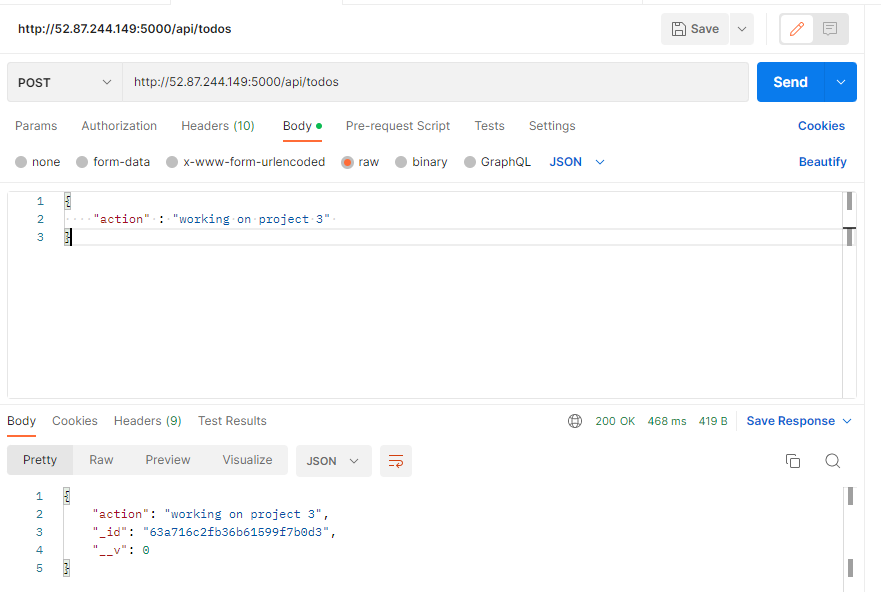 http://52.87.244.149:5000/api/todos
Save
POST http://52.87.244.149:5000/api/todos Send
Params Authorization Headers (10) Body Pre-request Script Tests Settings Cookies
none form-data x-www-form-urlencoded raw binary GraphQL JSON Beautify
1 {
2 "action" : "working on project 3"
3 }
Body Cookies Headers (9) Test Results 200 OK 468 ms 419 B Save Response
Pretty Raw Preview Visualize JSON
1 {
2 "action": "working on project 3",
3 "_id": "63a716c2fb36b61599f7b0d3",
4 "__v": 0
5 }